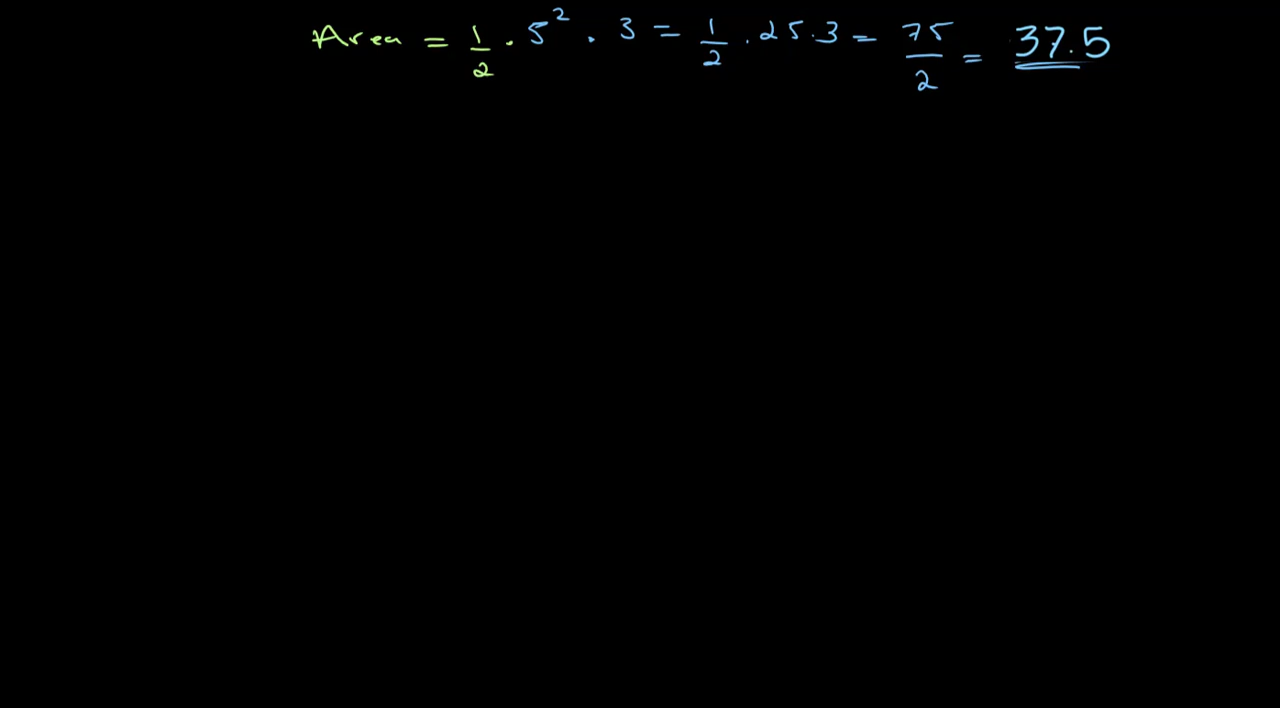 Area = 1/2 · 5² · 3 = 1/2 · 25 · 3 = 75/2 = 37.5